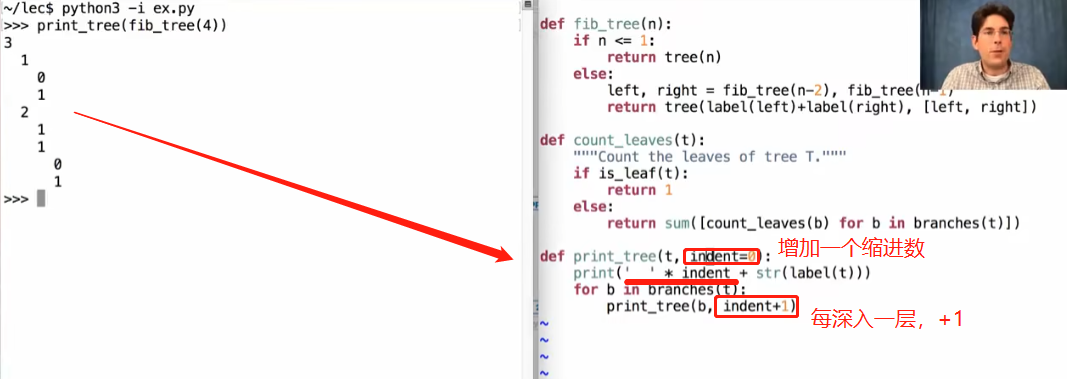 ~/lec$ python3 -i ex.py
>>> print_tree(fib_tree(4))
3
  1
    0
    1
  2
    1
    1
      0
      1
>>>
def fib_tree(n):
    if n <= 1:
        return tree(n)
    else:
        left, right = fib_tree(n-2), fib_tree(n-1)
        return tree(label(left)+label(right), [left, right])
def count_leaves(t):
    """Count the leaves of tree T."""
    if is_leaf(t):
        return 1
    else:
        return sum([count_leaves(b) for b in branches(t)])
def print_tree(t, indent=0):
增加一个缩进数
    print('  ' * indent + str(label(t)))
    for b in branches(t):
        print_tree(b, indent+1)
每深入一层，+1
~
~
~
~